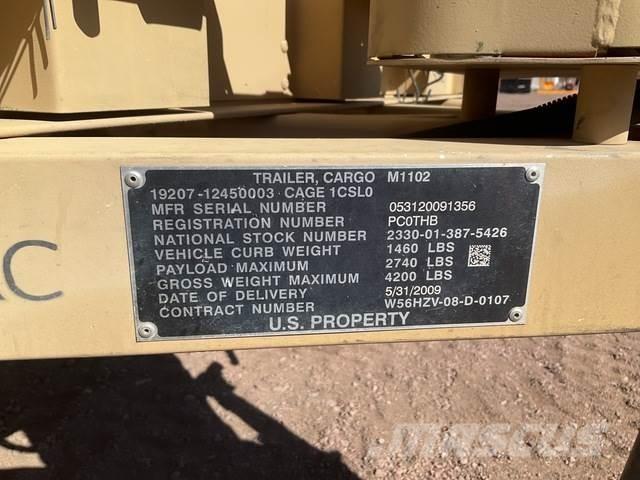 TRAILER, CARGO M1102
19207-12450003 CAGE 1CSL0
MFR SERIAL NUMBER 053120091356
REGISTRATION NUMBER PC0THB
NATIONAL STOCK NUMBER 2330-01-387-5426
VEHICLE CURB WEIGHT 1460 LBS
PAYLOAD MAXIMUM 2740 LBS
GROSS WEIGHT MAXIMUM 4200 LBS
DATE OF DELIVERY 5/31/2009
CONTRACT NUMBER W56HZV-08-D-0107
U.S. PROPERTY
AC
mascus